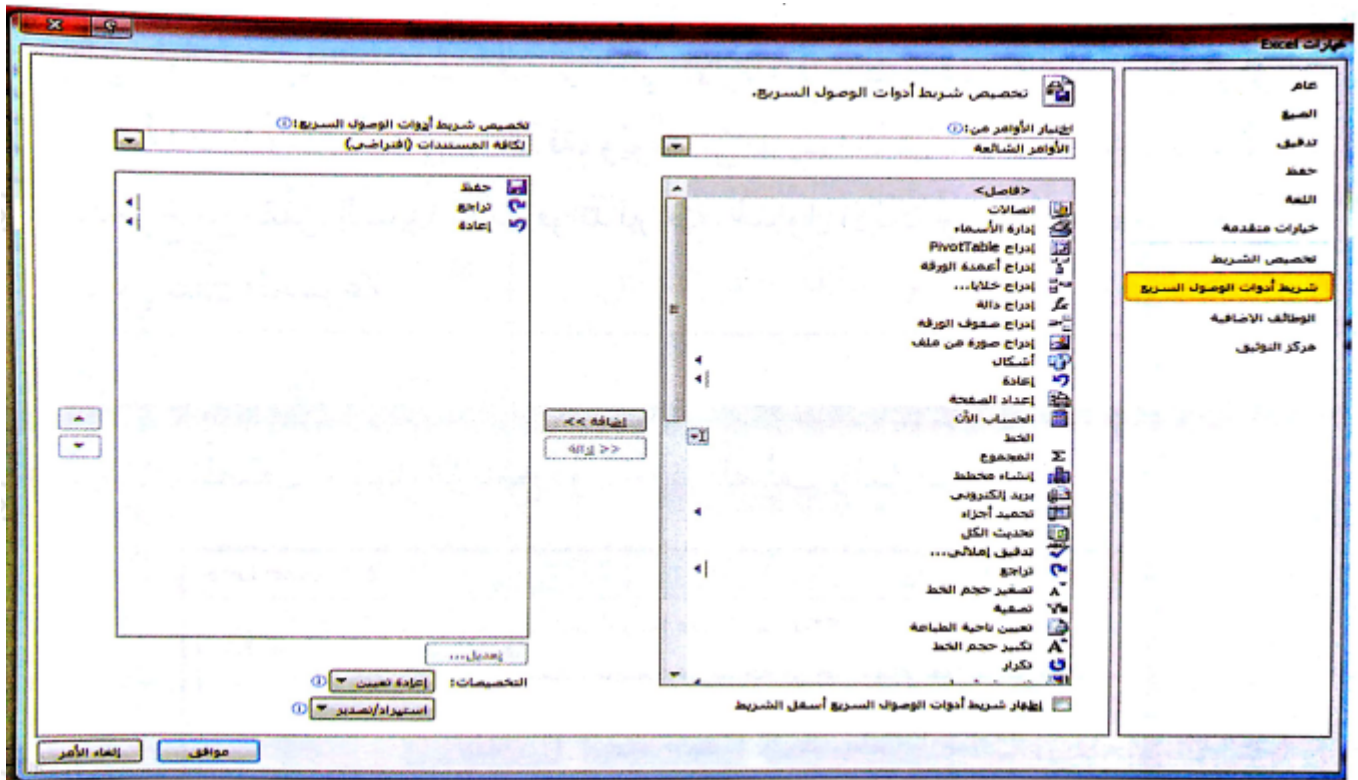 خيارات Excel
عام
الصيغ
تدقيق
حفظ
اللغة
خيارات متقدمة
تخصيص الشريط
شريط أدوات الوصول السريع
الوظائف الاضافية
مركز التوثيق
تخصيص شريط أدوات الوصول السريع.
اختيار الأوامر من:
الأوامر الشائعة
<فاصل>
اتصالات
إدارة الأسماء
إدراج PivotTable
إدراج أعمدة الورقة
إدراج خلايا...
إدراج دالة
إدراج صفوف الورقة
إدراج صورة من ملف
أشكال
إعادة
إعداد الصفحة
الحساب الآن
الخط
المجموع
إنشاء مخطط
بريد إلكتروني
تجميد أجزاء
تحديث الكل
تدقيق إملائي...
تراجع
تصغير حجم الخط
تصفية
تعيين ناحية الطباعة
تكبير حجم الخط
تكرار
إظهار شريط أدوات الوصول السريع أسفل الشريط
إضافة >>
<< إزالة
تخصيص شريط أدوات الوصول السريع:
لكافة المستندات (افتراضي)
حفظ
تراجع
إعادة
تعديل...
التخصيصات:
إعادة تعيين
استيراد/تصدير
موافق
إلغاء الأمر